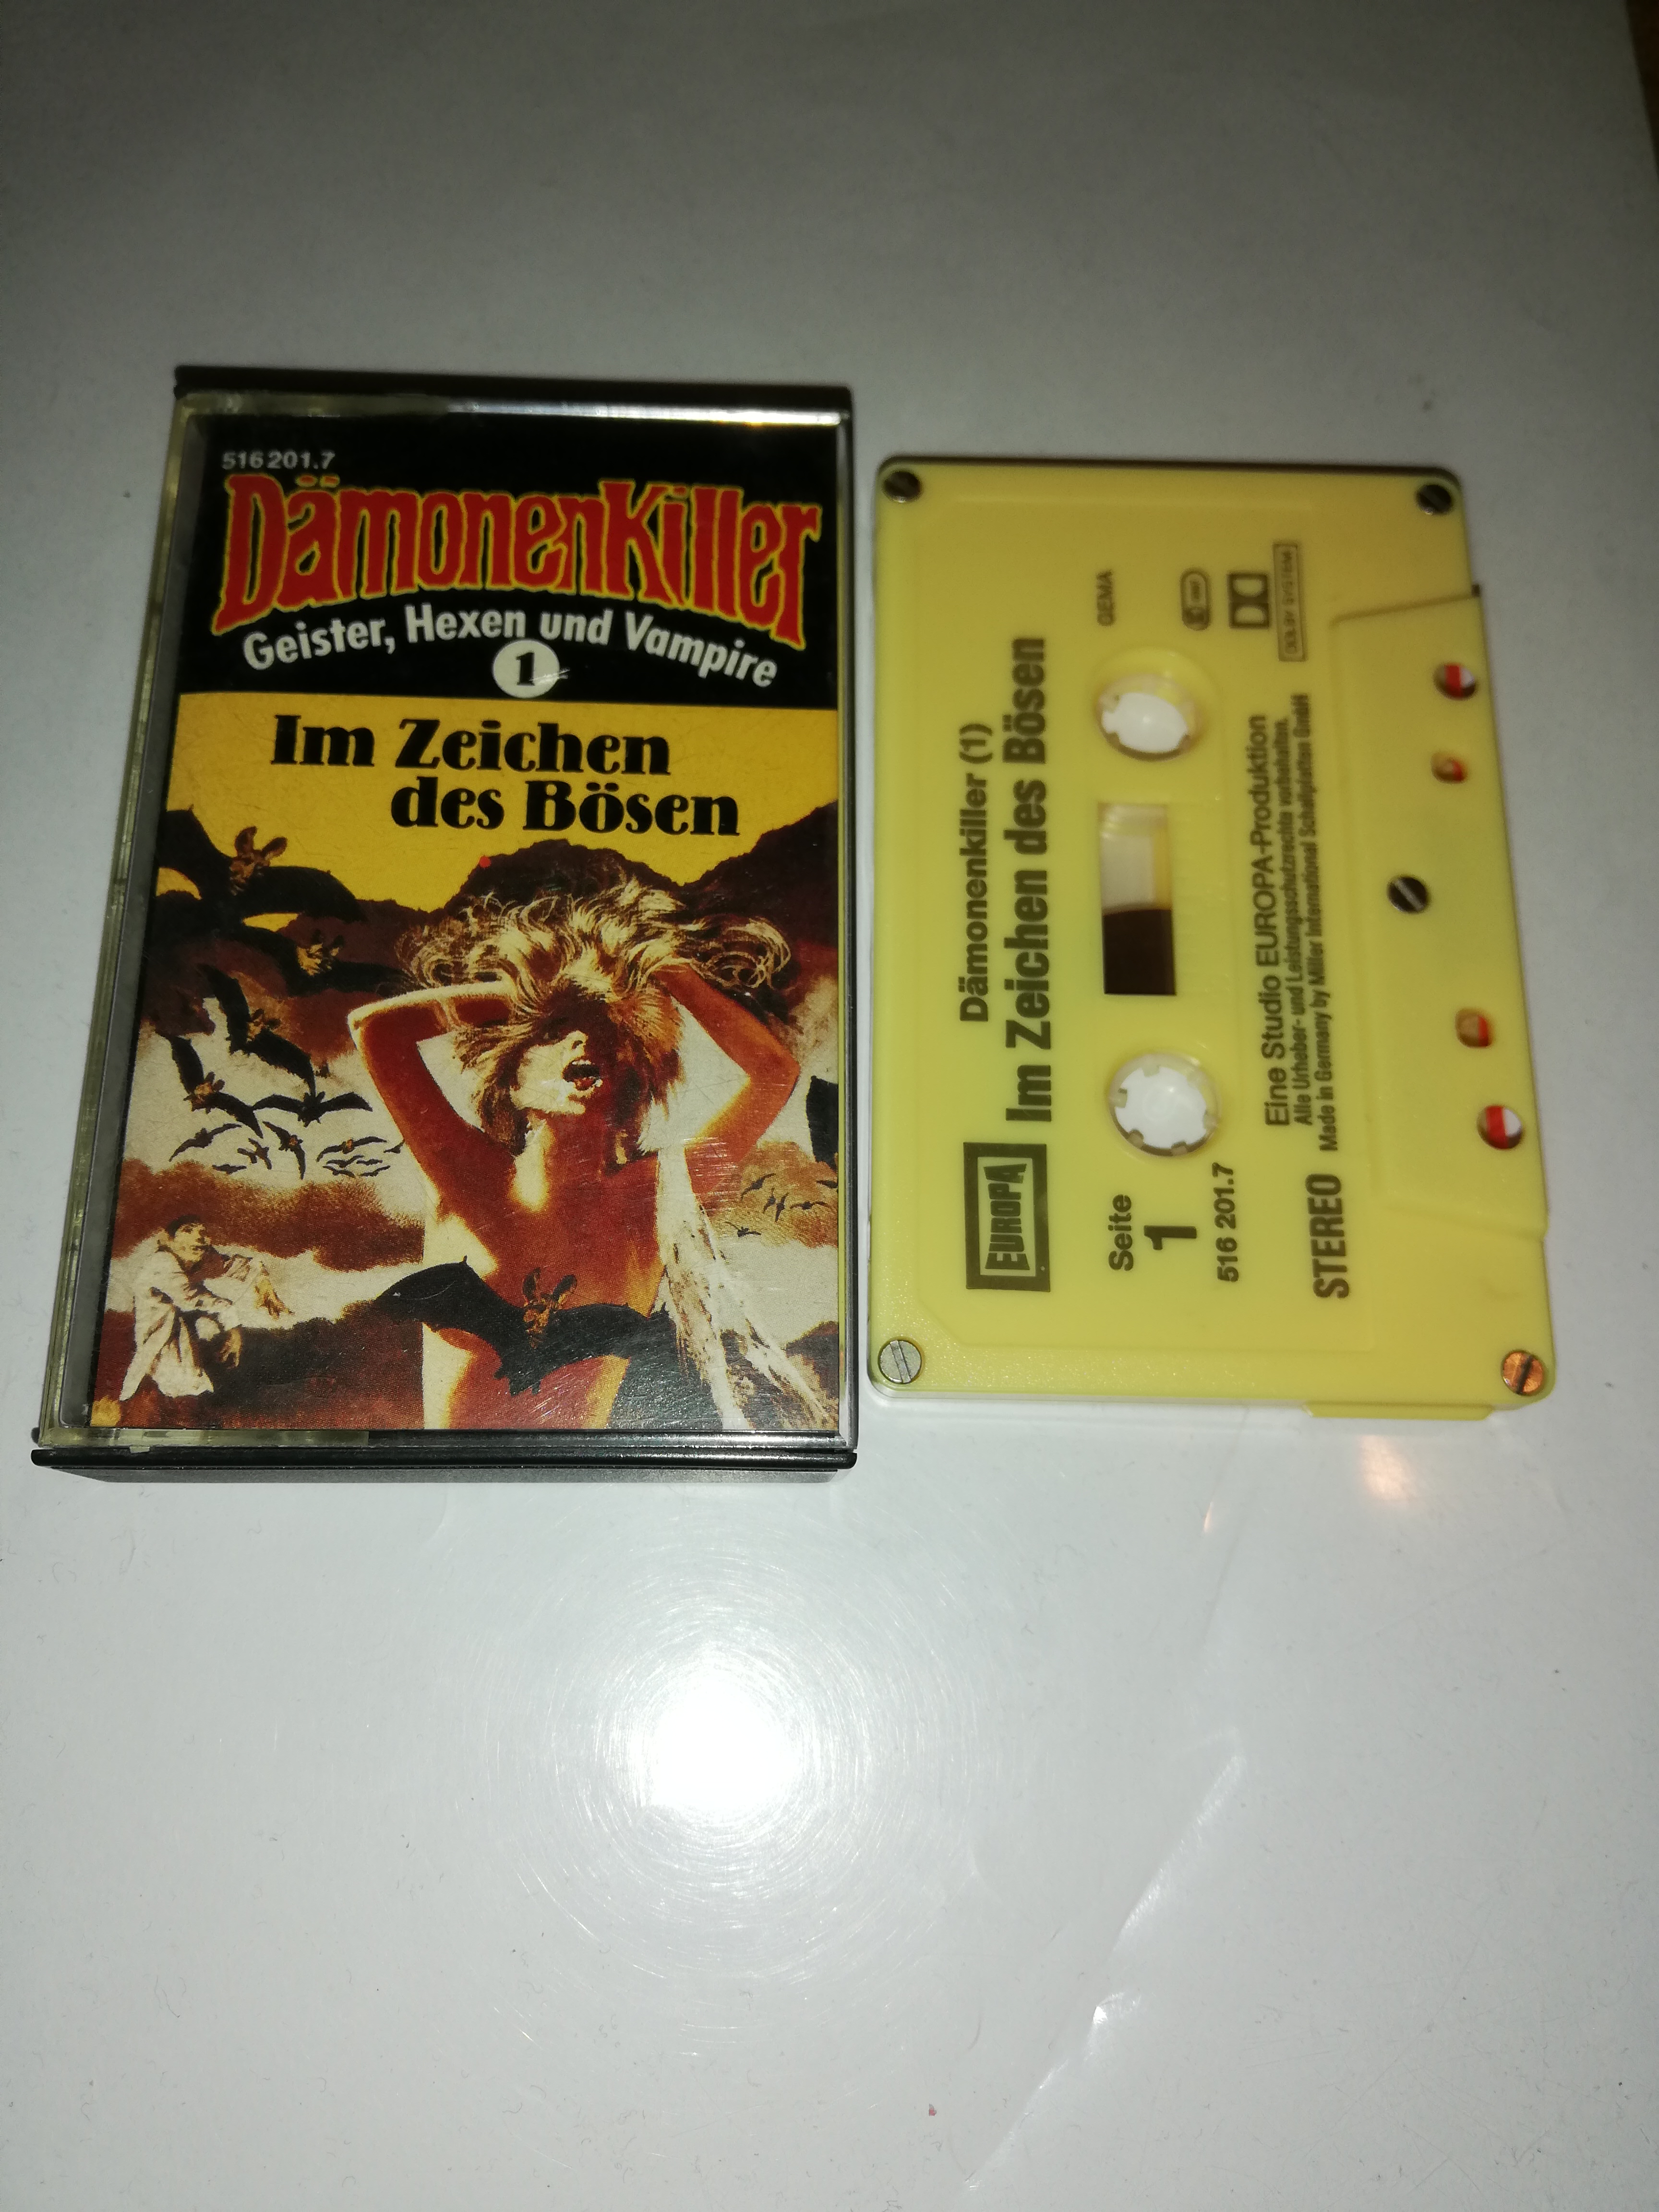 516 201.7
Dämonenkiller
Geister, Hexen und Vampire
1
Im Zeichen
des Bösen
Dämonenkiller (1)
EUROPA Im Zeichen des Bösen
GEMA
Seite
1
516 201.7
DOLBY SYSTEM
Eine Studio EUROPA-Produktion
Alle Urheber- und Leistungsschutzrechte vorbehalten.
STEREO Made in Germany by Miller International Schallplatten GmbH